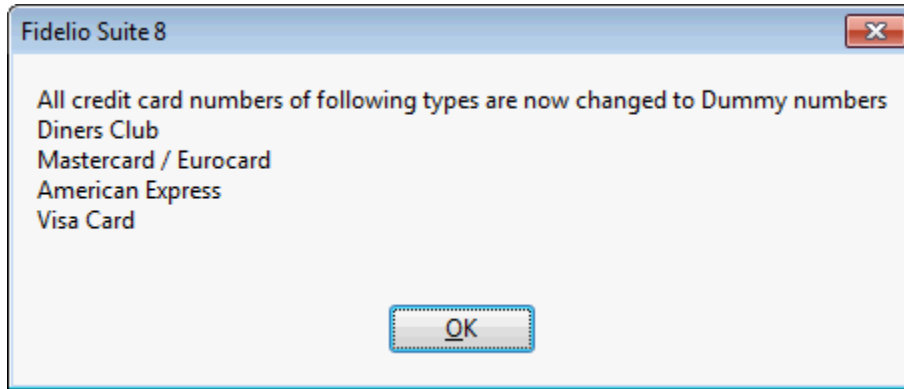 Fidelio Suite 8
All credit card numbers of following types are now changed to Dummy numbers
Diners Club
Mastercard / Eurocard
American Express
Visa Card
OK